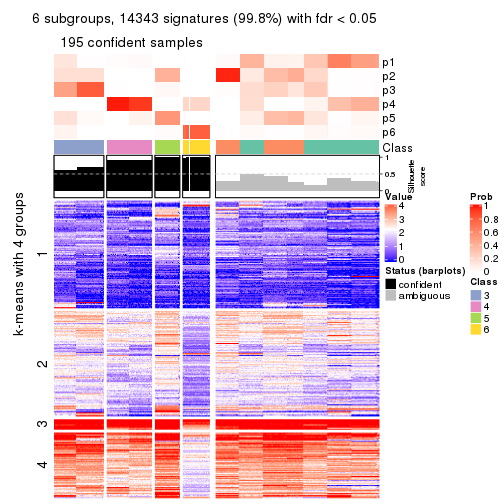 6 subgroups, 14343 signatures (99.8%) with fdr < 0.05
195 confident samples
p1
p2
p3
p4
p5
p6
Class
1
0.5
0
Silhouette
score
k-means with 4 groups
1
2
3
4
Value
4
3
2
1
0
Status (barplots)
confident
ambiguous
Prob
1
0.8
0.6
0.4
0.2
0
Class
3
4
5
6